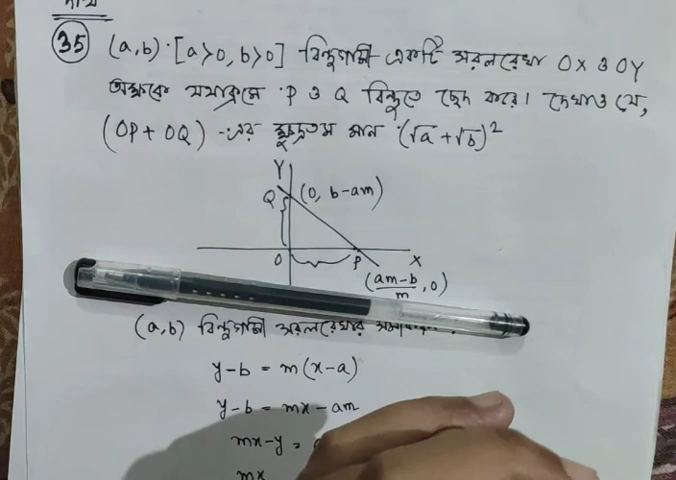 35 (a, b) · [a>0, b>0] বিন্দুগামী একটি সরলরেখা OX ও OY
অক্ষকে যথাক্রমে P ও Q বিন্দুতে ছেদ করে। দেখাও যে,
(OP + OQ) -এর ক্ষুদ্রতম মান (√a + √b)²
Y
Q (0, b-am)
O P X
((am-b)/m, 0)
(a, b) বিন্দুগামী সরলরেখার
y-b = m(x-a)
y-b = mx - am
mx-y =
mx